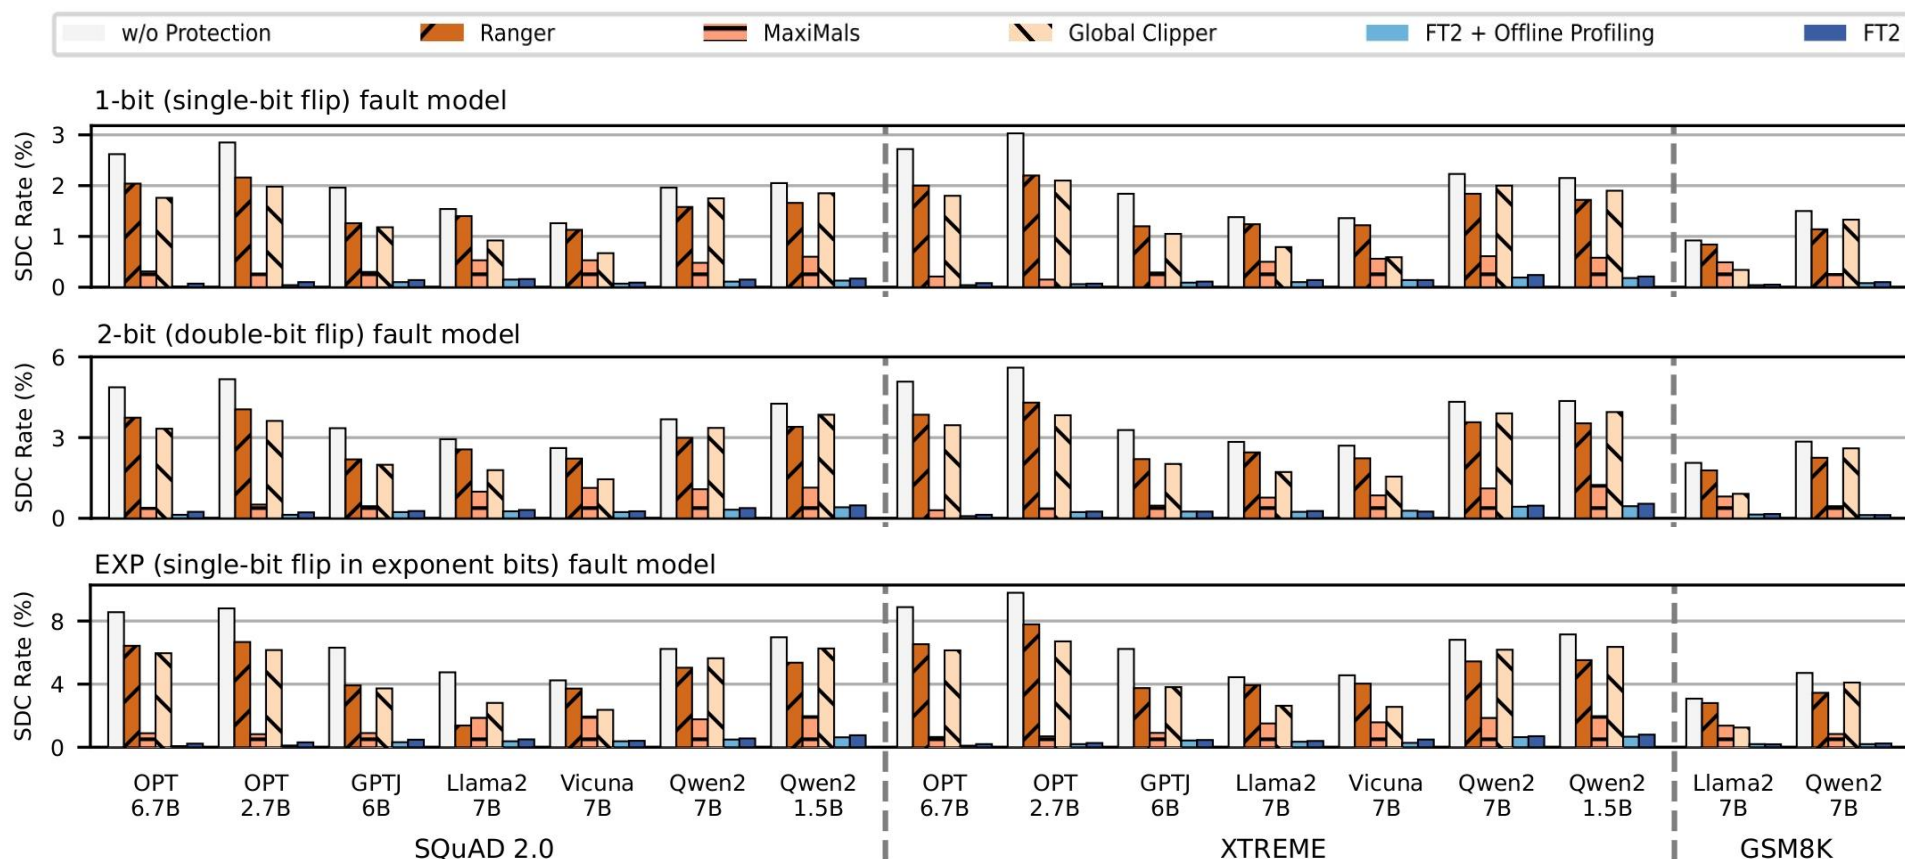 w/o Protection Ranger MaxiMals Global Clipper FT2 + Offline Profiling FT2
1-bit (single-bit flip) fault model
SDC Rate (%)
3
2
1
0
2-bit (double-bit flip) fault model
SDC Rate (%)
6
3
0
EXP (single-bit flip in exponent bits) fault model
SDC Rate (%)
8
4
0
OPT OPT GPTJ Llama2 Vicuna Qwen2 Qwen2 OPT OPT GPTJ Llama2 Vicuna Qwen2 Qwen2 Llama2 Qwen2
6.7B 2.7B 6B 7B 7B 7B 1.5B 6.7B 2.7B 6B 7B 7B 7B 1.5B 7B 7B
SQuAD 2.0 XTREME GSM8K